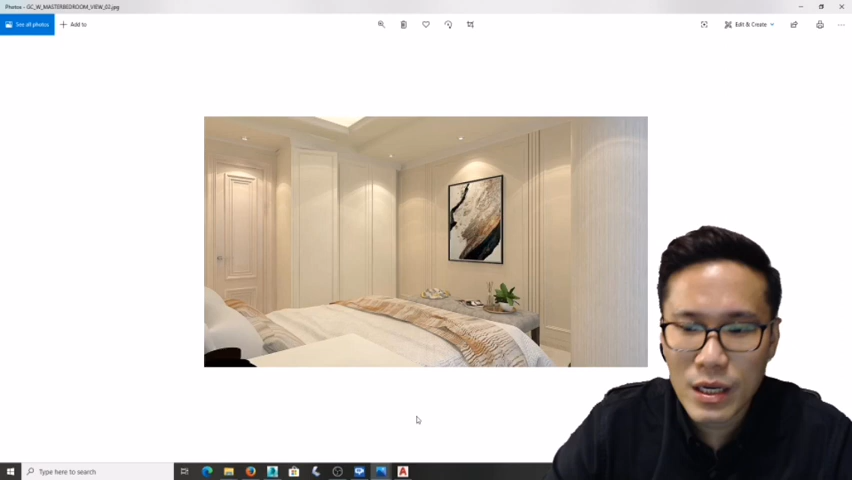 Photos - GC_W_MASTERBEDROOM_VIEW_02.jpg
See all photos
Add to
Edit & Create
Type here to search